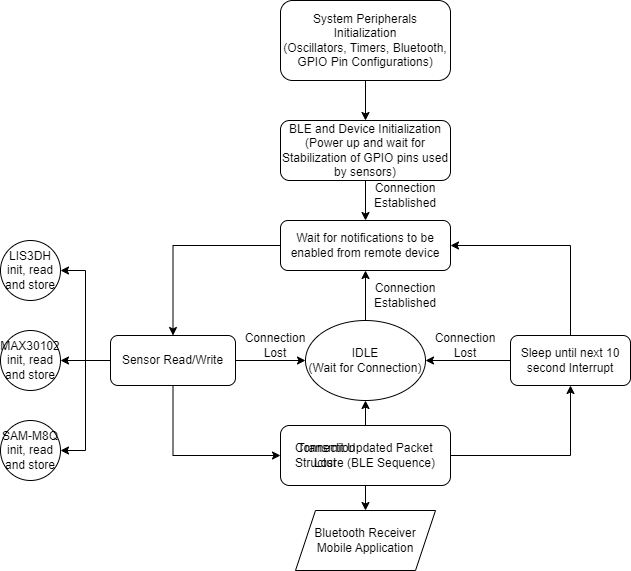 System Peripherals
Initialization
(Oscillators, Timers, Bluetooth,
GPIO Pin Configurations)
BLE and Device Initialization
(Power up and wait for
Stabilization of GPIO pins used
by sensors)
Connection
Established
Wait for notifications to be
enabled from remote device
LIS3DH
init, read
and store
Connection
Established
MAX30102
init, read
and store
Sensor Read/Write
Connection
Lost
IDLE
(Wait for Connection)
Connection
Lost
Sleep until next 10
second Interrupt
SAM-M8Q
init, read
and store
Transmit Updated Packet
Structure (BLE Sequence)
Connection
Lost
Bluetooth Receiver
Mobile Application